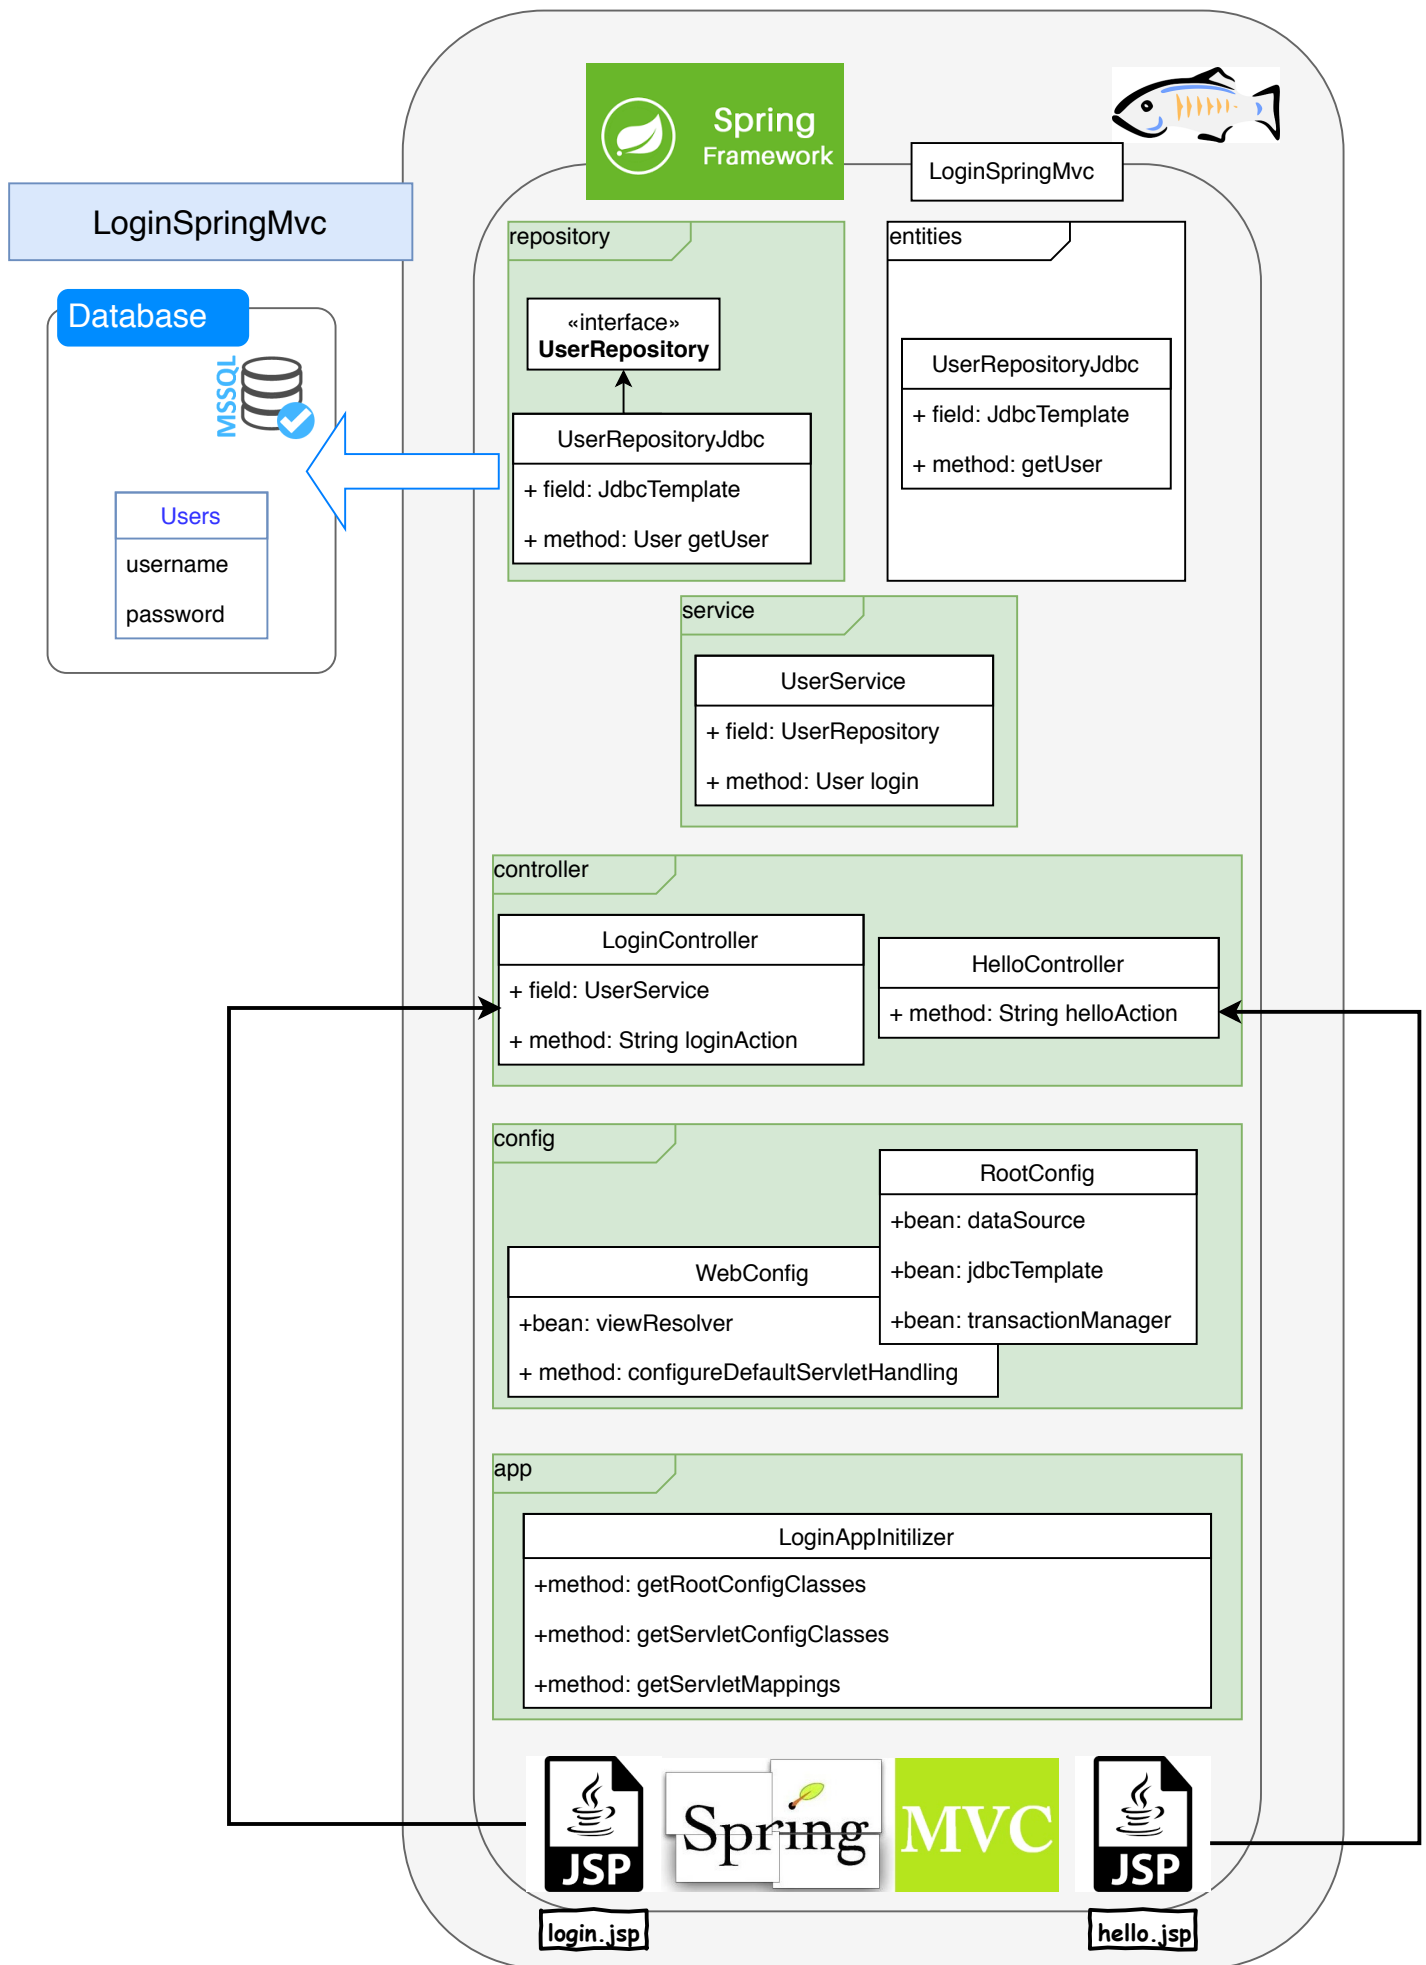 Spring
Framework
LoginSpringMvc
LoginSpringMvc
Database
MSSQL
Users
username
password
repository
«interface»
UserRepository
UserRepositoryJdbc
+ field: JdbcTemplate
+ method: User getUser
entities
UserRepositoryJdbc
+ field: JdbcTemplate
+ method: getUser
service
UserService
+ field: UserRepository
+ method: User login
controller
LoginController
+ field: UserService
+ method: String loginAction
HelloController
+ method: String helloAction
config
RootConfig
+bean: dataSource
+bean: jdbcTemplate
+bean: transactionManager
WebConfig
+bean: viewResolver
+ method: configureDefaultServletHandling
app
LoginAppInitilizer
+method: getRootConfigClasses
+method: getServletConfigClasses
+method: getServletMappings
JSP
Spring
MVC
JSP
login.jsp
hello.jsp